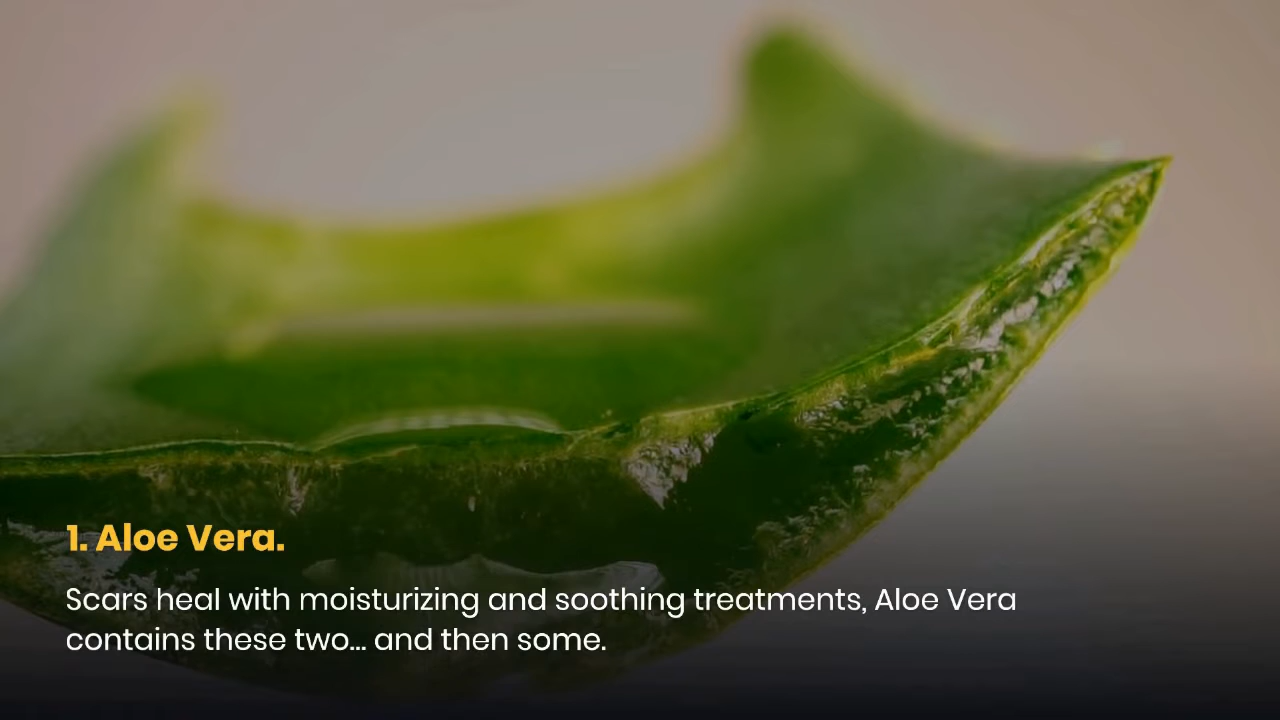 1. Aloe Vera.
Scars heal with moisturizing and soothing treatments, Aloe Vera
contains these two... and then some.